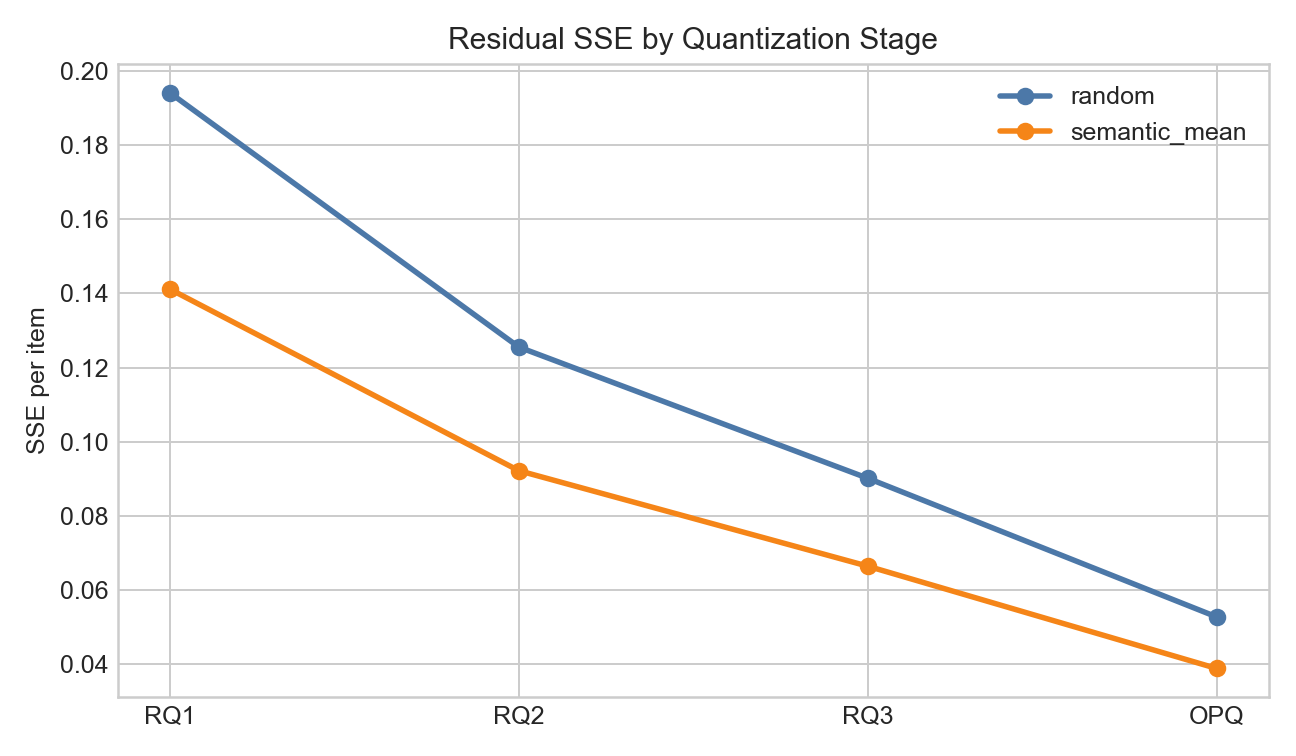 Residual SSE by Quantization Stage
random
semantic_mean
SSE per item
0.20
0.18
0.16
0.14
0.12
0.10
0.08
0.06
0.04
RQ1
RQ2
RQ3
OPQ